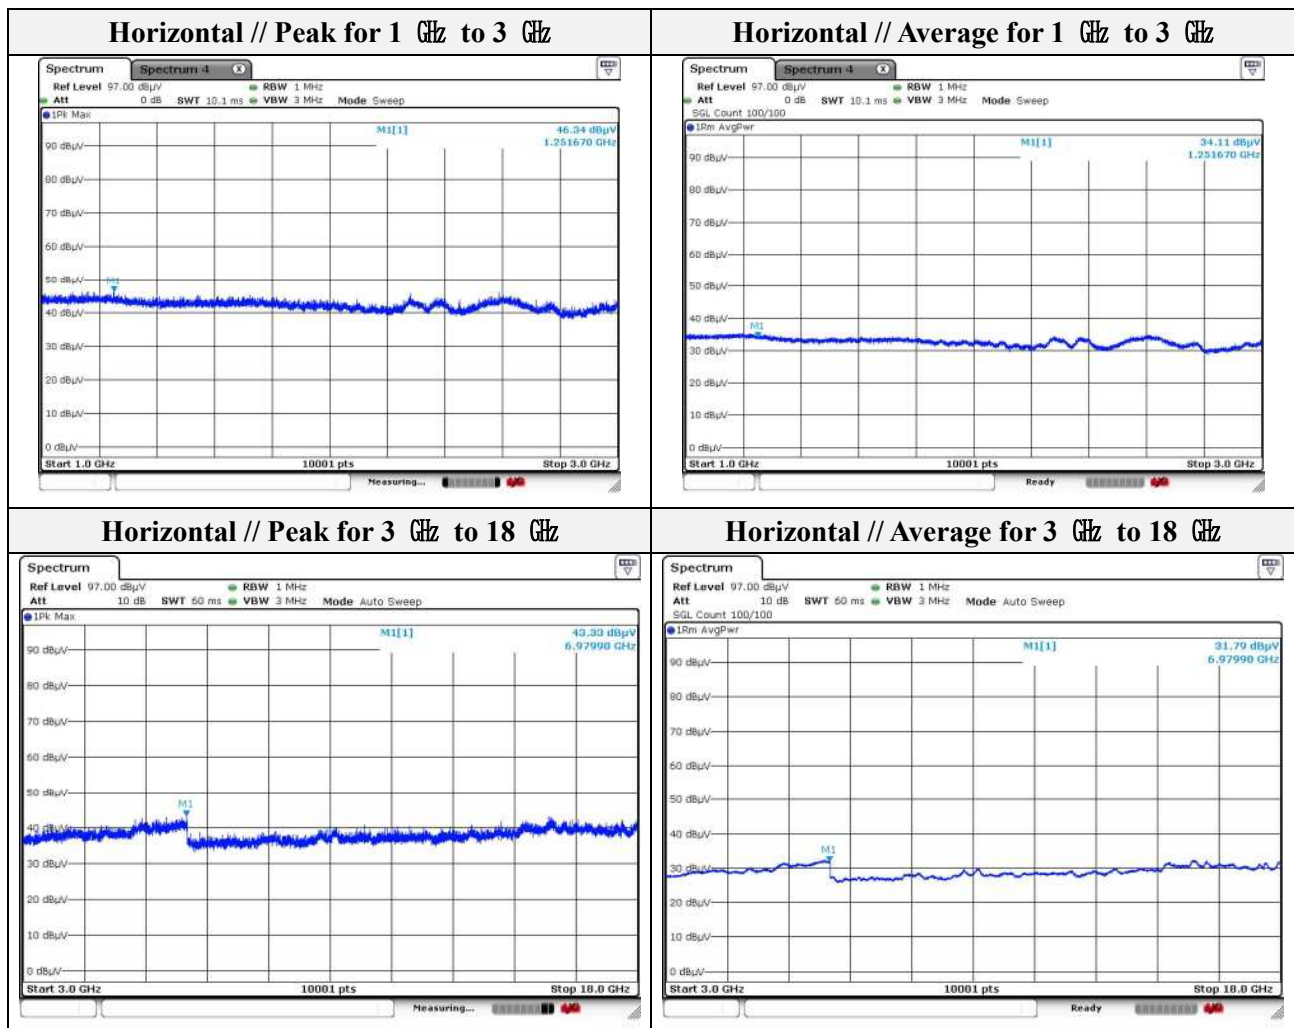 Horizontal // Peak for 1 ㎓ to 3 ㎓
Spectrum
Spectrum 4
X
Ref Level 97.00 dBµV
RBW 1 MHz
Att 0 dB SWT 10.1 ms VBW 3 MHz Mode Sweep
1Pk Max
M1[1] 46.34 dBµV
1.251670 GHz
90 dBµV
80 dBµV
70 dBµV
60 dBµV
50 dBµV
M1
40 dBµV
30 dBµV
20 dBµV
10 dBµV
0 dBµV
Start 1.0 GHz 10001 pts Stop 3.0 GHz
Measuring...
Horizontal // Average for 1 ㎓ to 3 ㎓
Spectrum
Spectrum 4
X
Ref Level 97.00 dBµV
RBW 1 MHz
Att 0 dB SWT 10.1 ms VBW 3 MHz Mode Sweep
SGL Count 100/100
1Rm AvgPwr
M1[1] 34.11 dBµV
1.251670 GHz
90 dBµV
80 dBµV
70 dBµV
60 dBµV
50 dBµV
40 dBµV
M1
30 dBµV
20 dBµV
10 dBµV
0 dBµV
Start 1.0 GHz 10001 pts Stop 3.0 GHz
Ready
Horizontal // Peak for 3 ㎓ to 18 ㎓
Spectrum
Ref Level 97.00 dBµV
RBW 1 MHz
Att 10 dB SWT 60 ms VBW 3 MHz Mode Auto Sweep
1Pk Max
M1[1] 43.33 dBµV
6.97990 GHz
90 dBµV
80 dBµV
70 dBµV
60 dBµV
50 dBµV
M1
40 dBµV
30 dBµV
20 dBµV
10 dBµV
0 dBµV
Start 3.0 GHz 10001 pts Stop 18.0 GHz
Measuring...
Horizontal // Average for 3 ㎓ to 18 ㎓
Spectrum
Ref Level 97.00 dBµV
RBW 1 MHz
Att 10 dB SWT 60 ms VBW 3 MHz Mode Auto Sweep
SGL Count 100/100
1Rm AvgPwr
M1[1] 31.79 dBµV
6.97990 GHz
90 dBµV
80 dBµV
70 dBµV
60 dBµV
50 dBµV
40 dBµV
M1
30 dBµV
20 dBµV
10 dBµV
0 dBµV
Start 3.0 GHz 10001 pts Stop 18.0 GHz
Ready